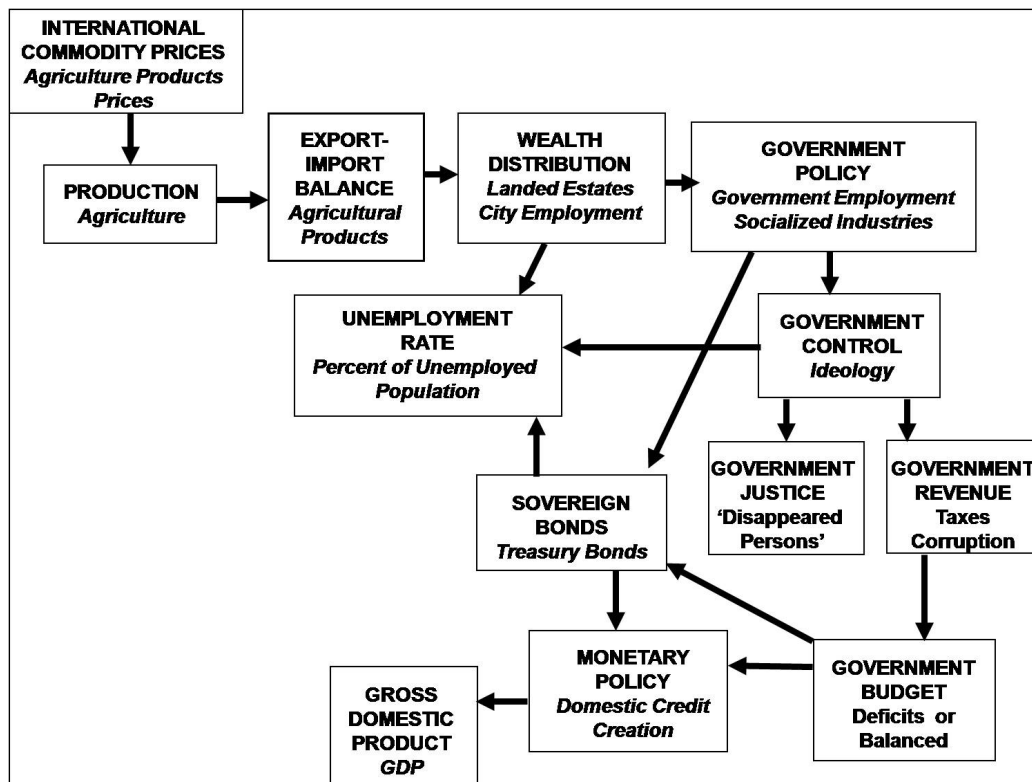 INTERNATIONAL
COMMODITY PRICES
Agriculture Products
Prices
PRODUCTION
Agriculture
EXPORT-
IMPORT
BALANCE
Agricultural
Products
WEALTH
DISTRIBUTION
Landed Estates
City Employment
GOVERNMENT
POLICY
Government Employment
Socialized Industries
UNEMPLOYMENT
RATE
Percent of Unemployed
Population
GOVERNMENT
CONTROL
Ideology
GOVERNMENT
JUSTICE
‘Disappeared
Persons’
GOVERNMENT
REVENUE
Taxes
Corruption
SOVEREIGN
BONDS
Treasury Bonds
MONETARY
POLICY
Domestic Credit
Creation
GOVERNMENT
BUDGET
Deficits or
Balanced
GROSS
DOMESTIC
PRODUCT
GDP